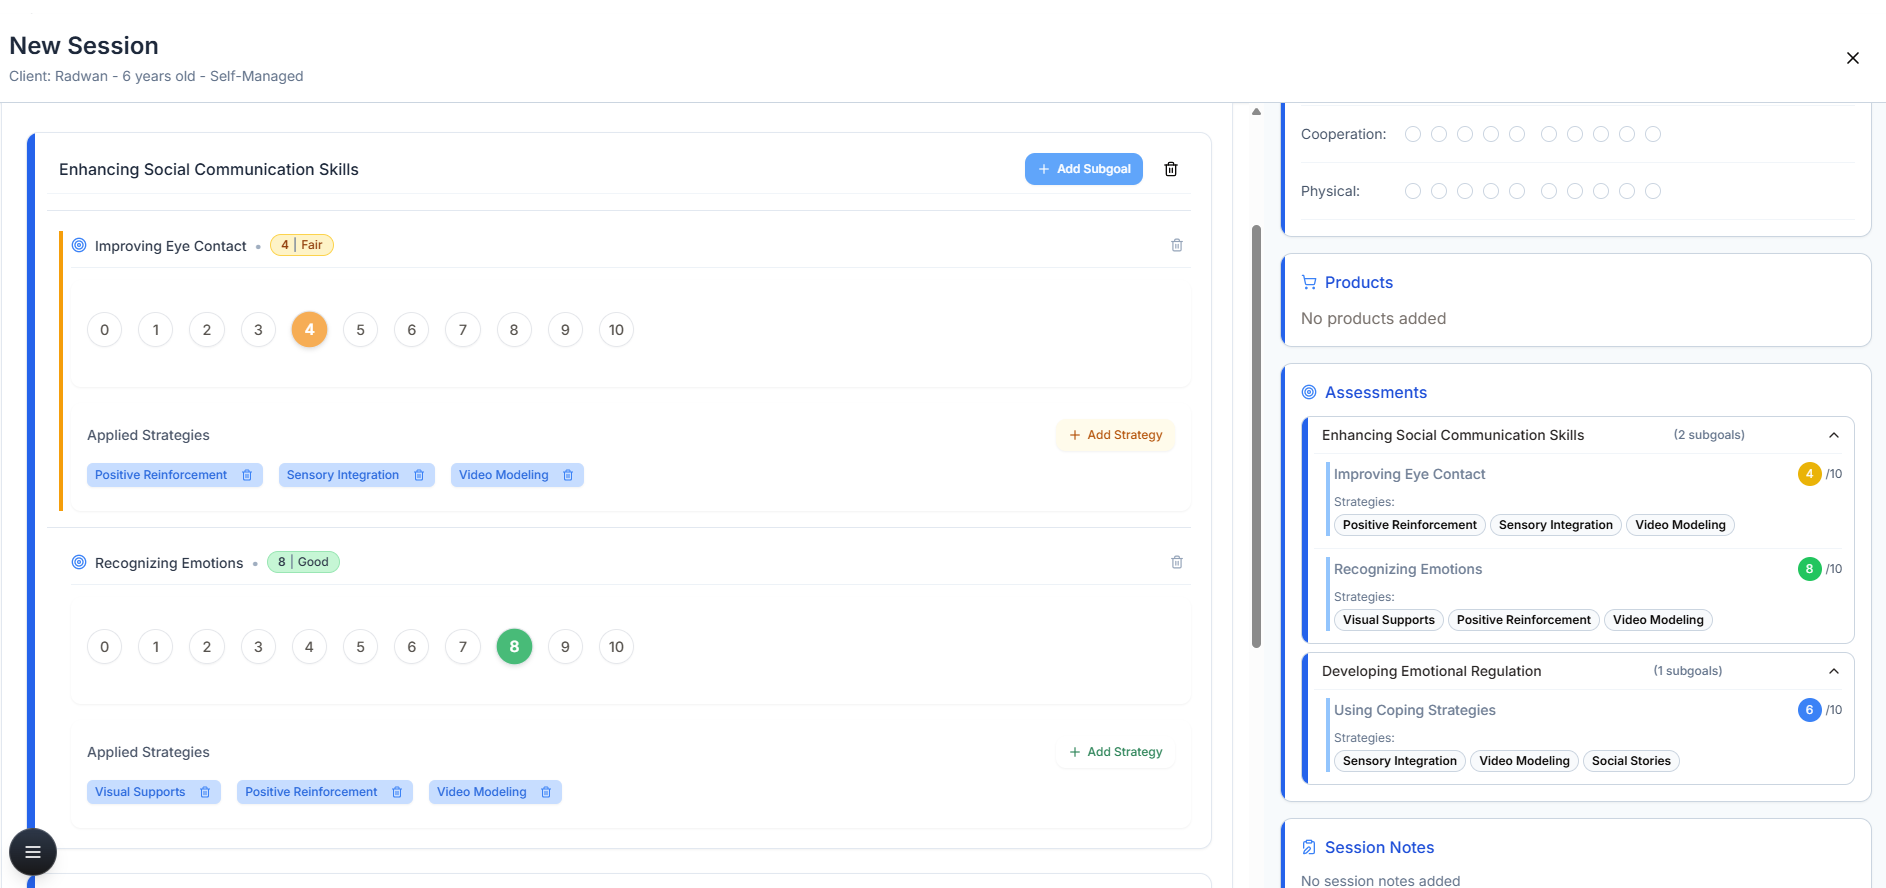 New Session
Client: Radwan - 6 years old - Self-Managed
Enhancing Social Communication Skills
+ Add Subgoal
Improving Eye Contact • 4 | Fair
0 1 2 3 4 5 6 7 8 9 10
Applied Strategies
+ Add Strategy
Positive Reinforcement Sensory Integration Video Modeling
Recognizing Emotions • 8 | Good
0 1 2 3 4 5 6 7 8 9 10
Applied Strategies
+ Add Strategy
Visual Supports Positive Reinforcement Video Modeling
Cooperation:
Physical:
Products
No products added
Assessments
Enhancing Social Communication Skills (2 subgoals)
Improving Eye Contact 4 /10
Strategies:
Positive Reinforcement Sensory Integration Video Modeling
Recognizing Emotions 8 /10
Strategies:
Visual Supports Positive Reinforcement Video Modeling
Developing Emotional Regulation (1 subgoals)
Using Coping Strategies 6 /10
Strategies:
Sensory Integration Video Modeling Social Stories
Session Notes
No session notes added